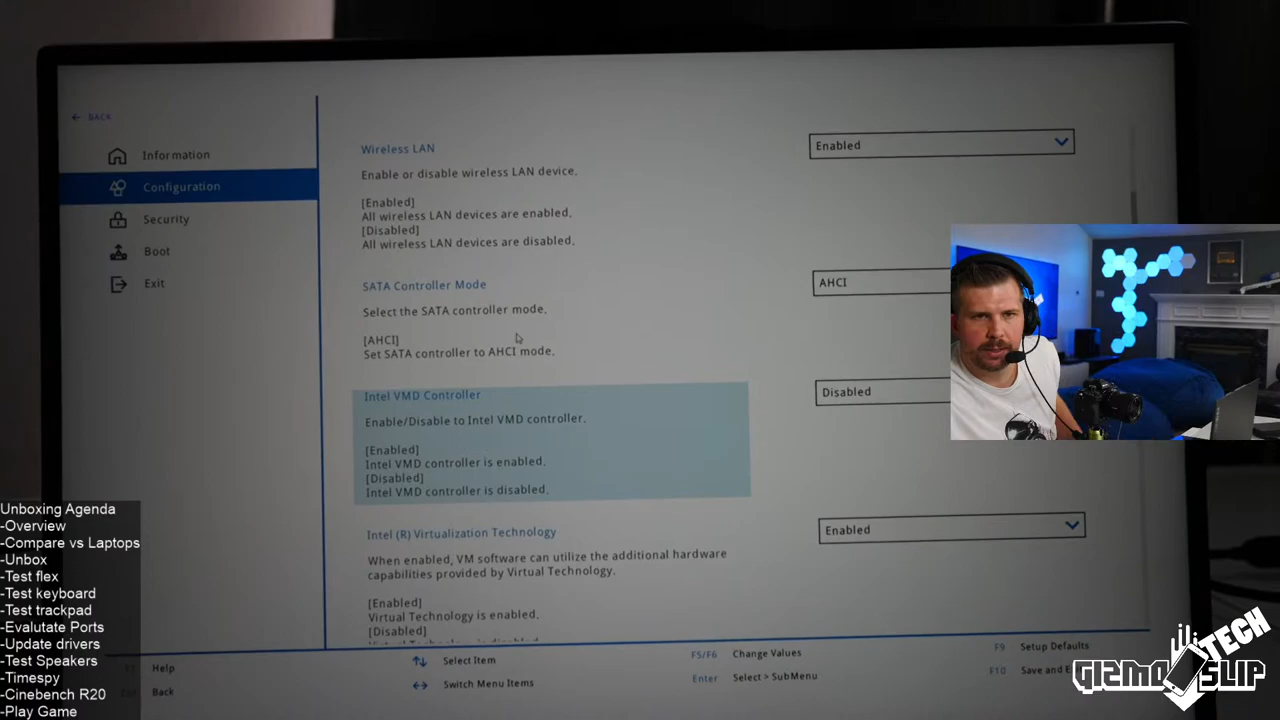 ← BACK
Information
Configuration
Security
Boot
Exit
Wireless LAN
Enabled
Enable or disable wireless LAN device.
[Enabled]
All wireless LAN devices are enabled.
[Disabled]
All wireless LAN devices are disabled.
SATA Controller Mode
AHCI
Select the SATA controller mode.
[AHCI]
Set SATA controller to AHCI mode.
Intel VMD Controller
Disabled
Enable/Disable to Intel VMD controller.
[Enabled]
Intel VMD controller is enabled.
[Disabled]
Intel VMD controller is disabled.
Intel (R) Virtualization Technology
Enabled
When enabled, VM software can utilize the additional hardware
capabilities provided by Virtual Technology.
[Enabled]
Virtual Technology is enabled.
[Disabled]
Help
Back
↑↓ Select Item
↔ Switch Menu Items
F5/F6 Change Values
Enter Select > SubMenu
F9 Setup Defaults
F10 Save and
Unboxing Agenda
-Overview
-Compare vs Laptops
-Unbox
-Test flex
-Test keyboard
-Test trackpad
-Evalutate Ports
-Update drivers
-Test Speakers
-Timespy
-Cinebench R20
-Play Game
GIZMO SLIP
TECH